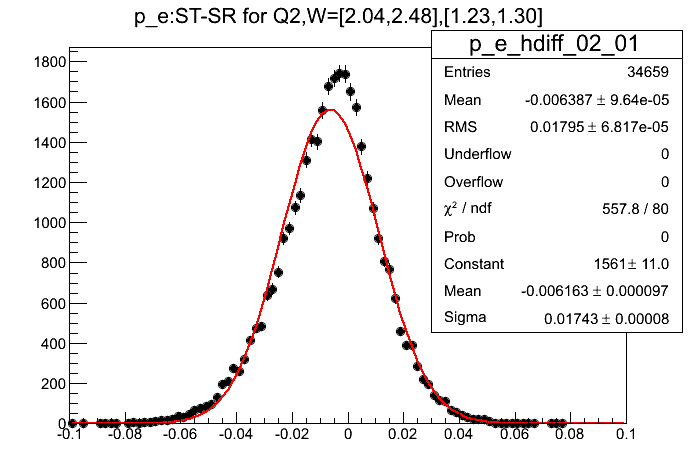 p_e:ST-SR for Q2,W=[2.04,2.48],[1.23,1.30]
p_e_hdiff_02_01
Entries 34659
Mean -0.006387 ± 9.64e-05
RMS 0.01795 ± 6.817e-05
Underflow 0
Overflow 0
χ² / ndf 557.8 / 80
Prob 0
Constant 1561± 11.0
Mean -0.006163 ± 0.000097
Sigma 0.01743 ± 0.00008
1800
1600
1400
1200
1000
800
600
400
200
0
-0.1 -0.08 -0.06 -0.04 -0.02 0 0.02 0.04 0.06 0.08 0.1